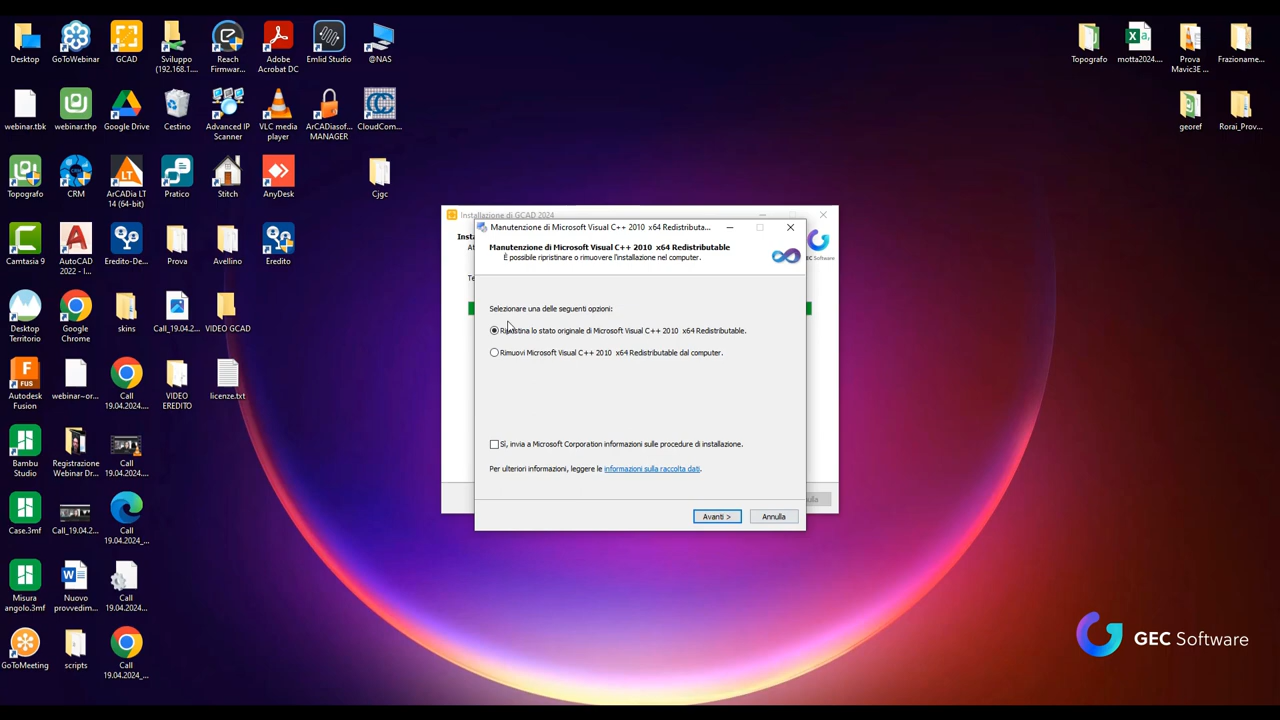 Desktop
GoToWebinar
GCAD
Sviluppo
(192.168.1....
Reach
Firmwar...
Adobe
Acrobat DC
Emlid Studio
@NAS
Topografo
motta2024....
Prova
Mavic3E ...
Frazioname...
webinar.tbk
webinar.thp
Google Drive
Cestino
Advanced IP
Scanner
VLC media
player
ArCADiasof...
MANAGER
CloudCom...
georef
Rorai_Prov...
Topografo
CRM
ArCADia LT
14 (64-bit)
Pratico
Stitch
AnyDesk
Cjgc
Camtasia 9
AutoCAD
2022 - I...
Eredito-De...
Prova
Avellino
Eredito
Desktop
Territorio
Google
Chrome
skins
Call_19.04.2...
VIDEO GCAD
Autodesk
Fusion
webinar~or...
Call
19.04.2024....
VIDEO
EREDITO
licenze.txt
Bambu
Studio
Registrazione
Webinar Dr...
Call
19.04.2024....
Case.3mf
Call_19.04.2...
Call
19.04.2024_...
Misura
angolo.3mf
Nuovo
provvedim...
Call
19.04.2024...
GoToMeeting
scripts
Call
19.04.2024_...
Installazione di GCAD 2024
Manutenzione di Microsoft Visual C++ 2010 x64 Redistributa...
Manutenzione di Microsoft Visual C++ 2010 x64 Redistributable
È possibile ripristinare o rimuovere l'installazione nel computer.
Selezionare una delle seguenti opzioni:
Ripristina lo stato originale di Microsoft Visual C++ 2010 x64 Redistributable.
Rimuovi Microsoft Visual C++ 2010 x64 Redistributable dal computer.
Sì, invia a Microsoft Corporation informazioni sulle procedure di installazione.
Per ulteriori informazioni, leggere le informazioni sulla raccolta dati.
Avanti >
Annulla
GEC Software